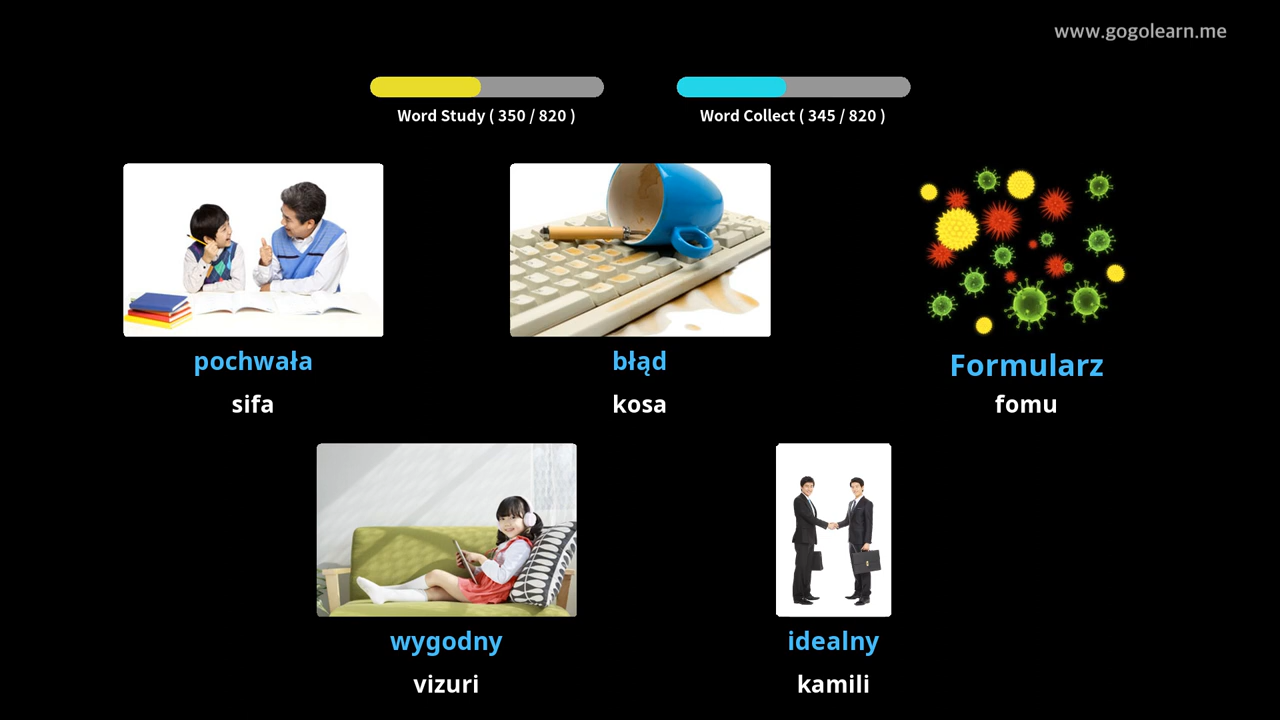 www.gogolearn.me
Word Study ( 350 / 820 )
Word Collect ( 345 / 820 )
pochwała
błąd
Formularz
sifa
kosa
fomu
wygodny
idealny
vizuri
kamili